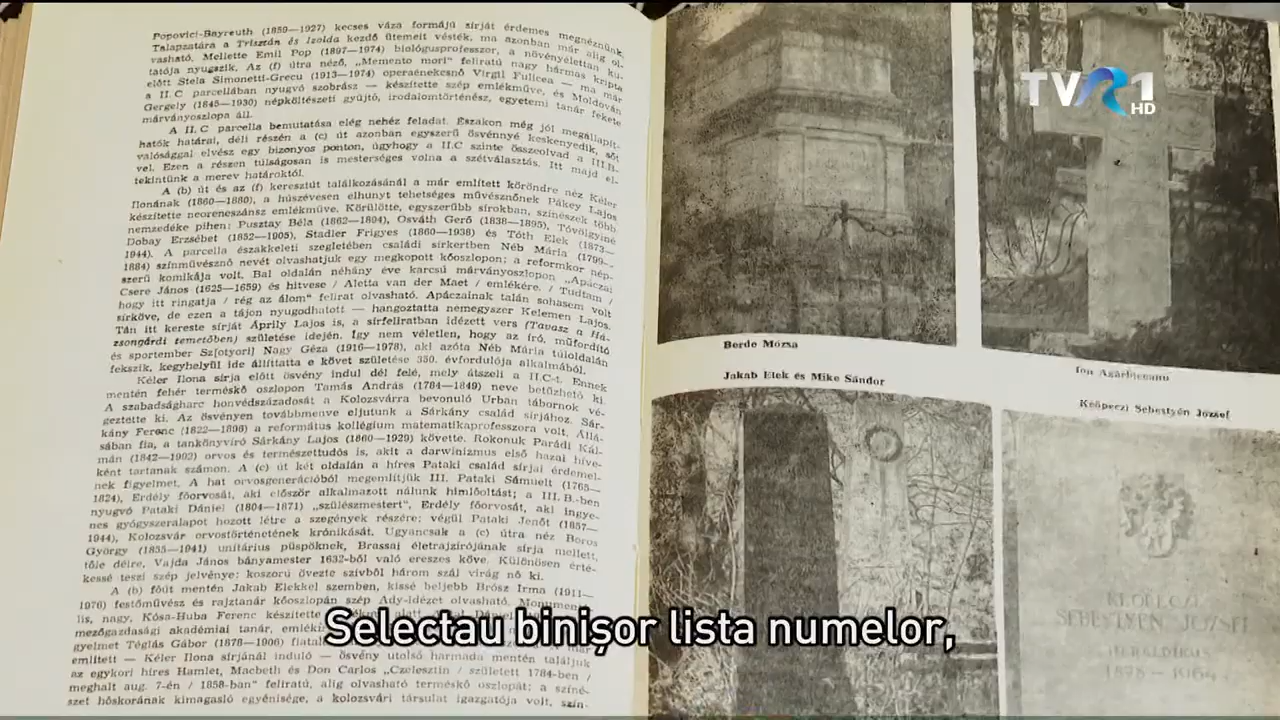 Popovici-Bayreuth (1859—1927) kecses váza formájú sírját érdemes megnéznünk.
Talapzatára a Trisztán és Izolda kezdő ütemeit vésték, ma azonban már alig ol-
vasható. Mellette Emil Pop (1897—1974) biológusprofesszor, a növényélettan ku-
tatója nyugszik. Az (f) útra néző, „Memento mori" feliratú nagy hármas kripta
előtt Stela Simonetti-Grecu (1913—1974) operaénekesnő Virgil Fulicea — ma már
a II.C parcellában nyugvó szobrász — készítette szép emlékműve, és Moldován
Gergely (1845—1930) népköltészeti gyűjtő, irodalomtörténész, egyetemi tanár fekete
márványoszlopa áll.
A II.C parcella bemutatása elég nehéz feladat. Északon még jól megállapít-
hatók határai, déli részén a (c) út azonban egyszerű ösvénnyé keskenyedik, sőt
valósággal elvész egy bizonyos ponton, úgyhogy a II.C szinte összeolvad a III.B-
vel. Ezen a részen túlságosan is mesterséges volna a szétválasztás. Itt majd el-
tekintünk a merev határoktól.
A (b) út és az (f) keresztút találkozásánál a már említett köröndre néz Kéler
Ilonának (1860—1880), a húszévesen elhunyt tehetséges művésznőnek Pákey Lajos
készítette neoreneszánsz emlékműve. Körülötte, egyszerűbb sírokban, színészek több
nemzedéke pihen: Pusztay Béla (1862—1894), Osváth Gerő (1838—1895), Tóvölgyiné
Dobay Erzsébet (1852—1905), Stadler Frigyes (1860—1938) és Tóth Elek (1873—
1944). A parcella északkeleti szegletében családi sírkertben Néb Mária (1799—
1884) színművésznő nevét olvashatjuk egy megkopott kőoszlopon; a reformkor nép-
szerű komikája volt. Bal oldalán néhány éve karcsú márványoszlopon „Apáczai
Csere János (1625—1659) és hitvese / Aletta van der Maet / emlékére. / Tudtam /
hogy itt ringatja / rég az álom" felirat olvasható. Apáczainak talán sohasem volt
sírköve, de ezen a tájon nyugodhatott — hangoztatta nemegyszer Kelemen Lajos.
Tán itt kereste sírját Áprily Lajos is, a sírfeliratban idézett vers (Tavasz a Há-
zsongárdi temetőben) születése idején. Így nem véletlen, hogy az író, műfordító
és sportember Sz[otyori] Nagy Géza (1916—1978), aki azóta Néb Mária túloldalán
fekszik, kegyhelyül ide állíttatta e követ születése 350. évfordulója alkalmából.
Kéler Ilona sírja előtt ösvény indul dél felé, mely átszeli a II.C-t. Ennek
mentén fehér terméskő oszlopon Tamás András (1784—1849) neve betűzhető ki.
A szabadságharc honvédszázadosát a Kolozsvárra bevonuló Urban tábornok vé-
geztette ki. Az ösvényen továbbmenve eljutunk a Sárkány család sírjához. Sár-
kány Ferenc (1822—1896) a református kollégium matematikaprofesszora volt. Állá-
sában fia, a tankönyvíró Sárkány Lajos (1860—1929) követte. Rokonuk Parádi Kál-
mán (1842—1902) orvos és természettudós is, akit a darwinizmus első hazai híve-
ként tartanak számon. A (c) út két oldalán a híres Pataki család sírjai érdemel-
nek figyelmet. A hat orvosgenerációból megemlítjük III. Pataki Sámuelt (1765—
1824), Erdély főorvosát, aki először alkalmazott nálunk himlőoltást; a III.B.-ben
nyugvó Pataki Dániel (1804—1871) „szülészmestert", Erdély főorvosát, aki ingye-
nes gyógyszeralapot hozott létre a szegények részére; végül Pataki Jenőt (1857—
1944), Kolozsvár orvostörténetének krónikását. Ugyancsak a (c) útra néz Boros
György (1855—1941) unitárius püspöknek, Brassai életrajzírójának sírja mellett,
tőle délre, Vajda János bányamester 1632-ből való ereszes köve. Különösen érté-
kessé teszi szép jelvénye: koszorú övezte szívből három szál virág nő ki.
A (b) főút mentén Jakab Elekkel szemben, kissé beljebb Brósz Irma (1911—
1976) festőművész és rajztanár kőoszlopán szép Ady-idézet olvasható. Monumentá-
lis, nagy, Kósa-Huba Ferenc készítette
mezőgazdasági akadémiai tanár,
gyelmet Téglás Gábor (1878—1906)
említett — Kéler Ilona sírjánál induló — ösvény utolsó harmada mentén találjuk
az egykori híres Hamlet, Macbeth és Don Carlos „Czelesztin / született 1784-ben /
meghalt aug. 7-én / 1858-ban" feliratú, alig olvasható terméskő oszlopát: a színé-
szet hőskorának kimagasló egyénisége, a kolozsvári társulat igazgatója volt, szín-
Berde Mózsa
Jakab Elek és Mikes Sándor
Ion Agârbiceanu
Keöpeczi Sebestyén József
SEBESTYÉN JÓZSEF
HERALDIKUS
TVR1
HD
Selectau binișor lista numelor,